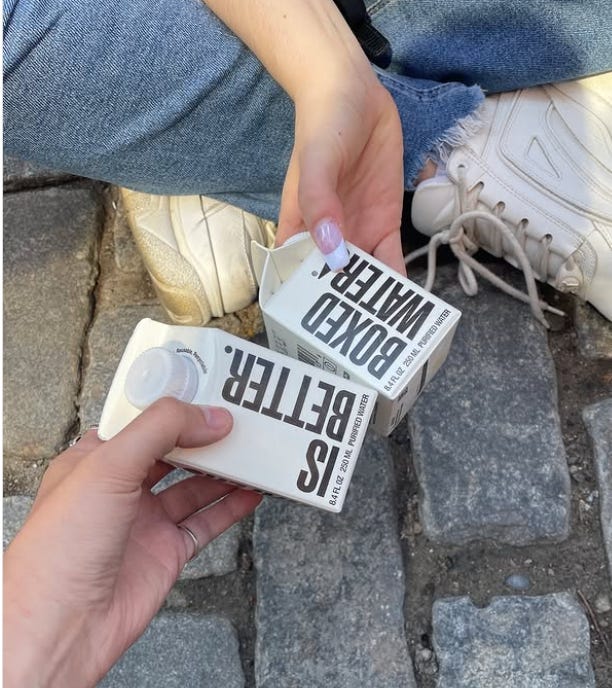 BOXED
WATER
8.4 FL OZ 250 ML PURIFIED WATER
IS
BETTER.
8.4 FL OZ 250 ML PURIFIED WATER